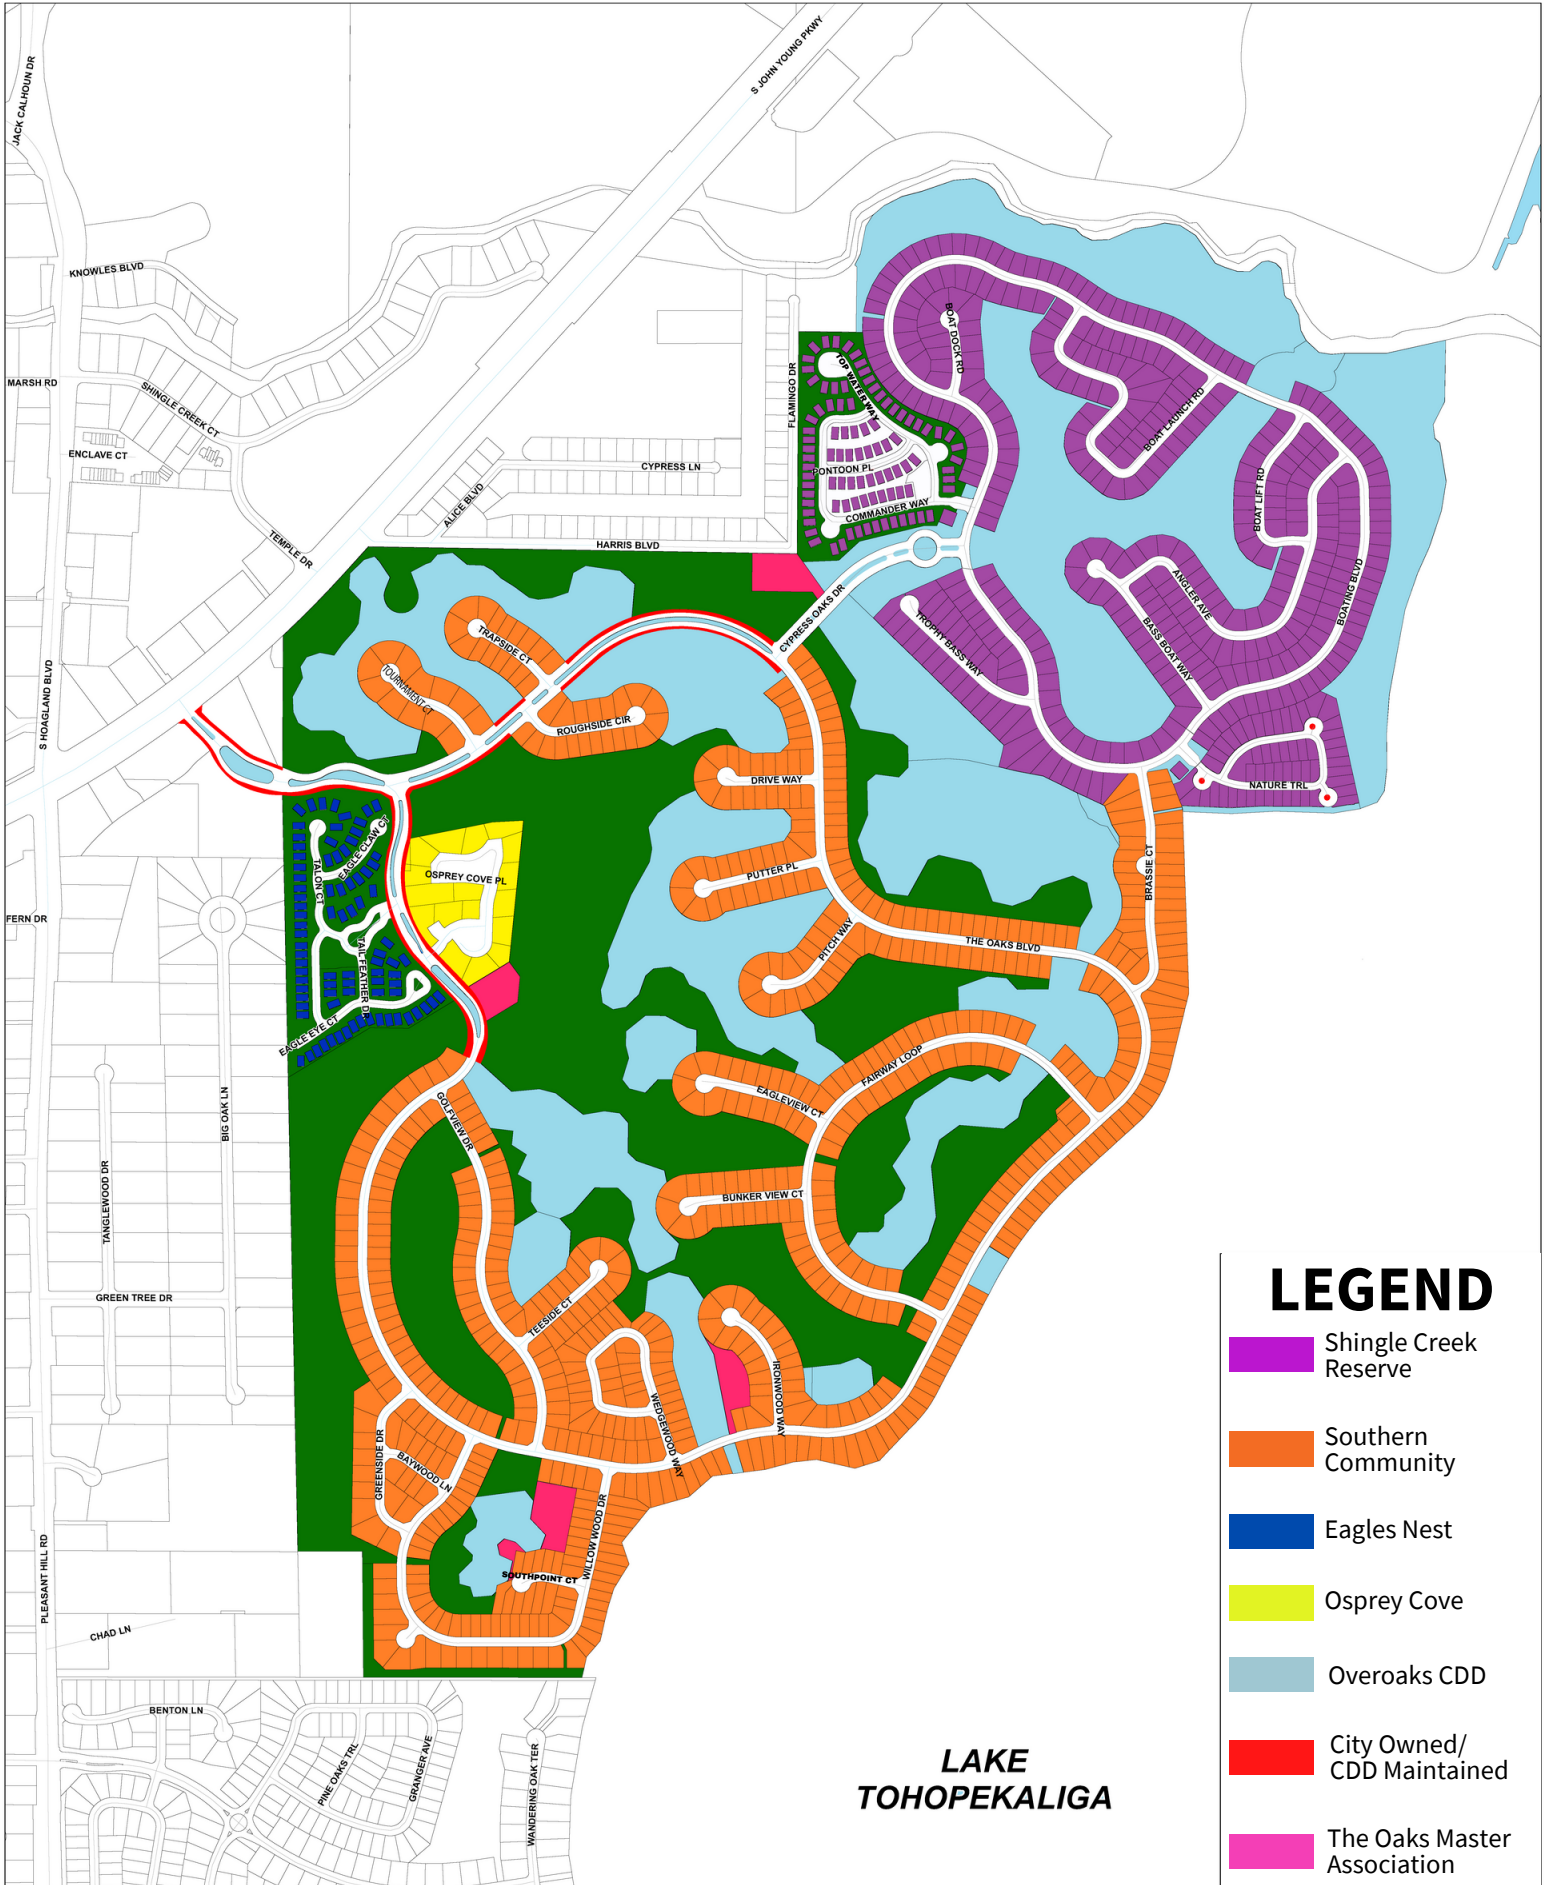 S JOHN YOUNG PKWY
JACK CALHOUN DR
KNOWLES BLVD
MARSH RD
SHINGLE CREEK CT
ENCLAVE CT
TEMPLE DR
ALICE BLVD
CYPRESS LN
FLAMINGO DR
HARRIS BLVD
TOP WATER WAY
PONTOON PL
COMMANDER WAY
BOAT DOCK RD
BOAT LAUNCH RD
BOAT LIFT RD
BOATING BLVD
ANGLER AVE
BASS BOAT WAY
TROPHY BASS WAY
NATURE TRL
CYPRESS OAKS DR
TRAPSIDE CT
TOURNAMENT CT
ROUGHSIDE CIR
S HOAGLAND BLVD
DRIVE WAY
PUTTER PL
PITCH WAY
THE OAKS BLVD
BRASSIE CT
EAGLE CLAW CT
TALON CT
OSPREY COVE PL
TAIL FEATHER DR
EAGLE EYE CT
FERN DR
BIG OAK LN
TANGLEWOOD DR
GREEN TREE DR
GOLFVIEW DR
EAGLEVIEW CT
FAIRWAY LOOP
BUNKER VIEW CT
TEESIDE CT
WEDGEWOOD WAY
IRONWOOD WAY
GREENSIDE DR
BAYWOOD LN
WILLOW WOOD DR
SOUTHPOINT CT
PLEASANT HILL RD
CHAD LN
BENTON LN
PINE OAKS TRL
GRANGER AVE
WANDERING OAK TER
LAKE
TOHOPEKALIGA
LEGEND
Shingle Creek
Reserve
Southern
Community
Eagles Nest
Osprey Cove
Overoaks CDD
City Owned/
CDD Maintained
The Oaks Master
Association